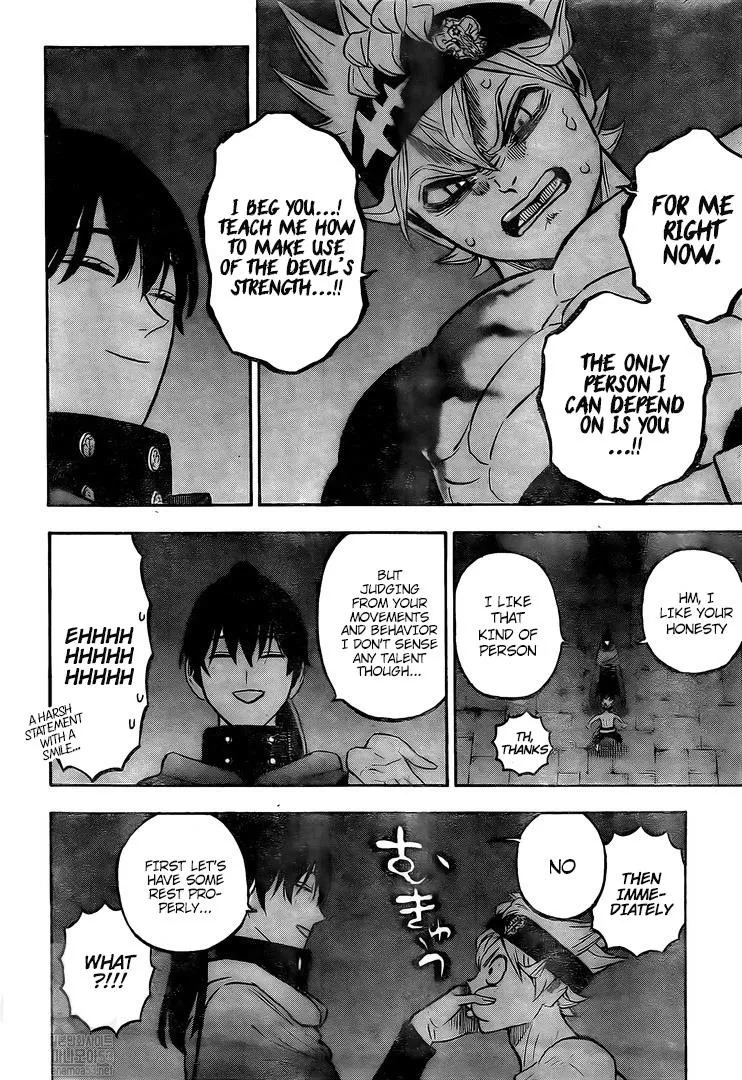 FOR ME
RIGHT
NOW.
THE ONLY
PERSON I
CAN DEPEND
ON IS YOU
...!!
I BEG YOU...!
TEACH ME HOW
TO MAKE USE
OF THE DEVIL'S
STRENGTH...!!
HM, I
LIKE YOUR
HONESTY
I LIKE
THAT
KIND OF
PERSON
TH,
THANKS
BUT
JUDGING
FROM YOUR
MOVEMENTS
AND BEHAVIOR
I DON'T SENSE
ANY TALENT
THOUGH...
EHHHH
HHHHH
HHHHH
A HARSH
STATEMENT
WITH A
SMILE...
THEN
IMME-
DIATELY
NO
むきゅう
FIRST LET'S
HAVE SOME
REST PRO-
PERLY...
WHAT
?!!!